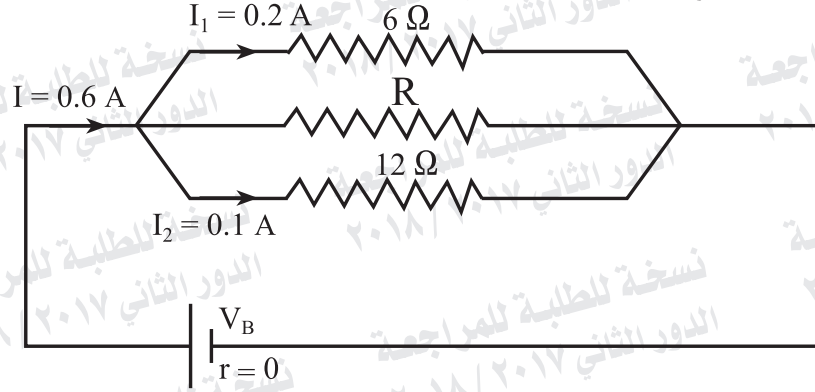 I₁ = 0.2 A
6 Ω
I = 0.6 A
R
12 Ω
I₂ = 0.1 A
V_B
r = 0
نسخة للطلبة للمراجعة
الدور الثاني ٢٠١٧ / ٢٠١٨